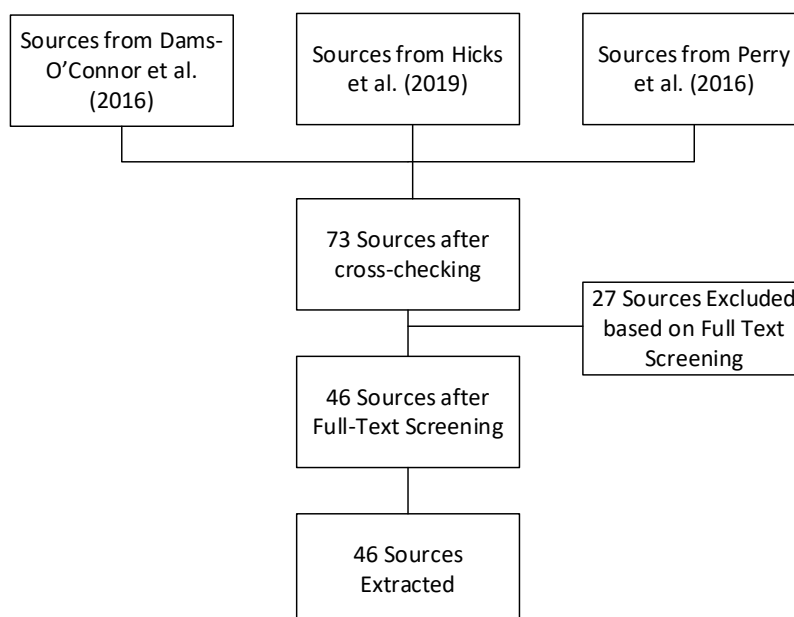 Sources from Dams-
O’Connor et al.
(2016)
Sources from Hicks
et al. (2019)
Sources from Perry
et al. (2016)
73 Sources after
cross-checking
27 Sources Excluded
based on Full Text
Screening
46 Sources after
Full-Text Screening
46 Sources
Extracted